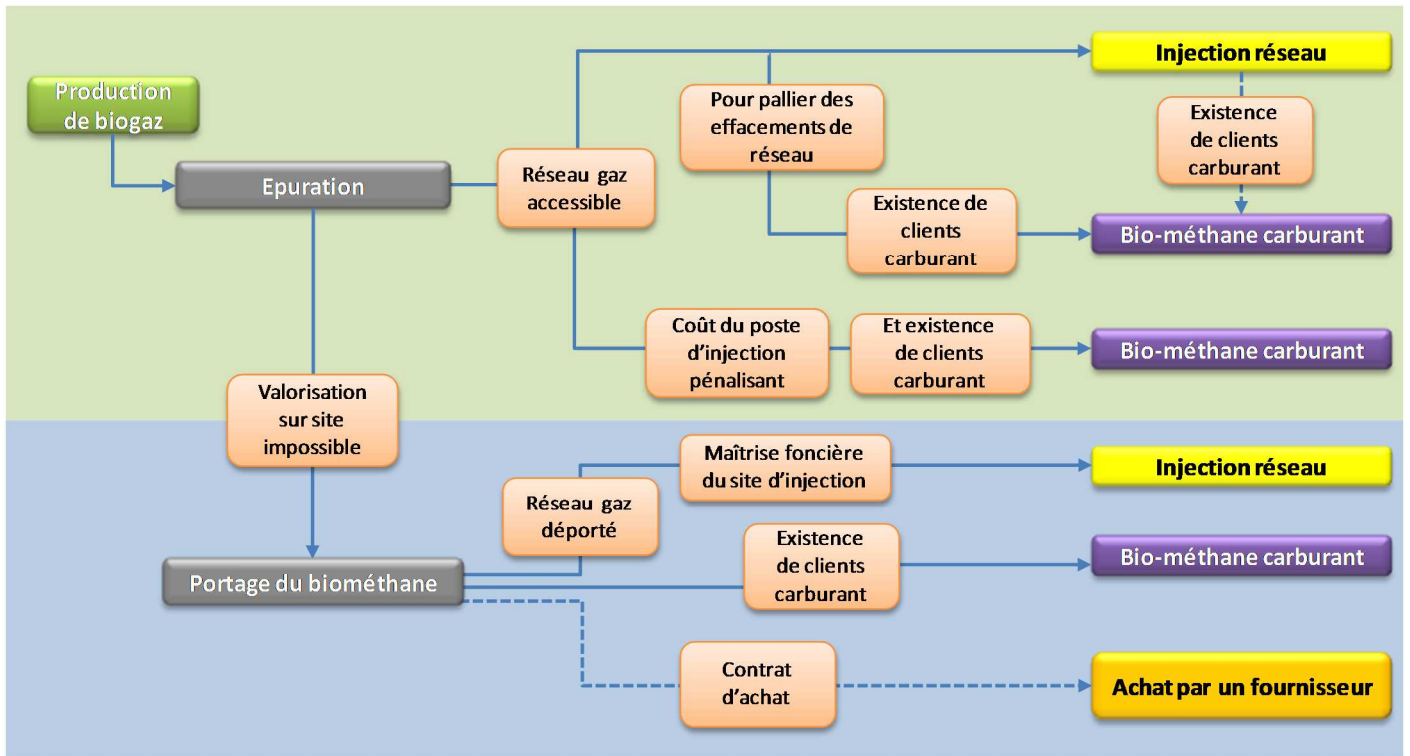 Production
de biogaz
Epuration
Réseau gaz
accessible
Pour pallier des
effacements de
réseau
Injection réseau
Existence
de clients
carburant
Existence de
clients
carburant
Bio-méthane carburant
Coût du poste
d'injection
pénalisant
Et existence
de clients
carburant
Bio-méthane carburant
Valorisation
sur site
impossible
Portage du biométhane
Réseau gaz
déporté
Maîtrise foncière
du site d'injection
Injection réseau
Existence
de clients
carburant
Bio-méthane carburant
Contrat
d'achat
Achat par un fournisseur